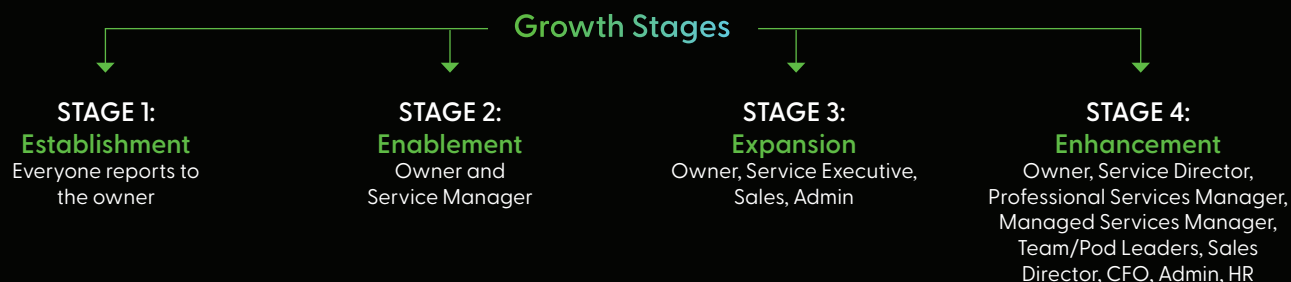 Growth Stages
STAGE 1:
Establishment
Everyone reports to
the owner
STAGE 2:
Enablement
Owner and
Service Manager
STAGE 3:
Expansion
Owner, Service Executive,
Sales, Admin
STAGE 4:
Enhancement
Owner, Service Director,
Professional Services Manager,
Managed Services Manager,
Team/Pod Leaders, Sales
Director, CFO, Admin, HR